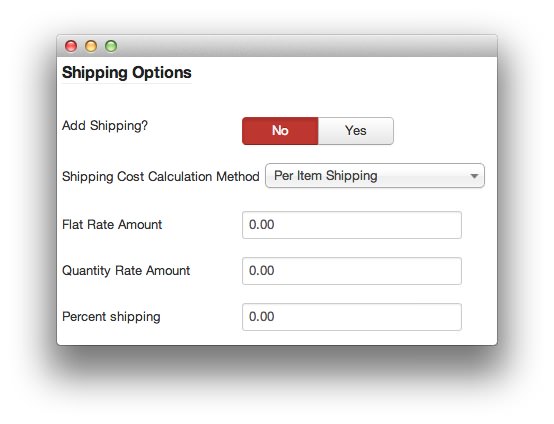 Shipping Options
Add Shipping? No Yes
Shipping Cost Calculation Method Per Item Shipping
Flat Rate Amount 0.00
Quantity Rate Amount 0.00
Percent shipping 0.00